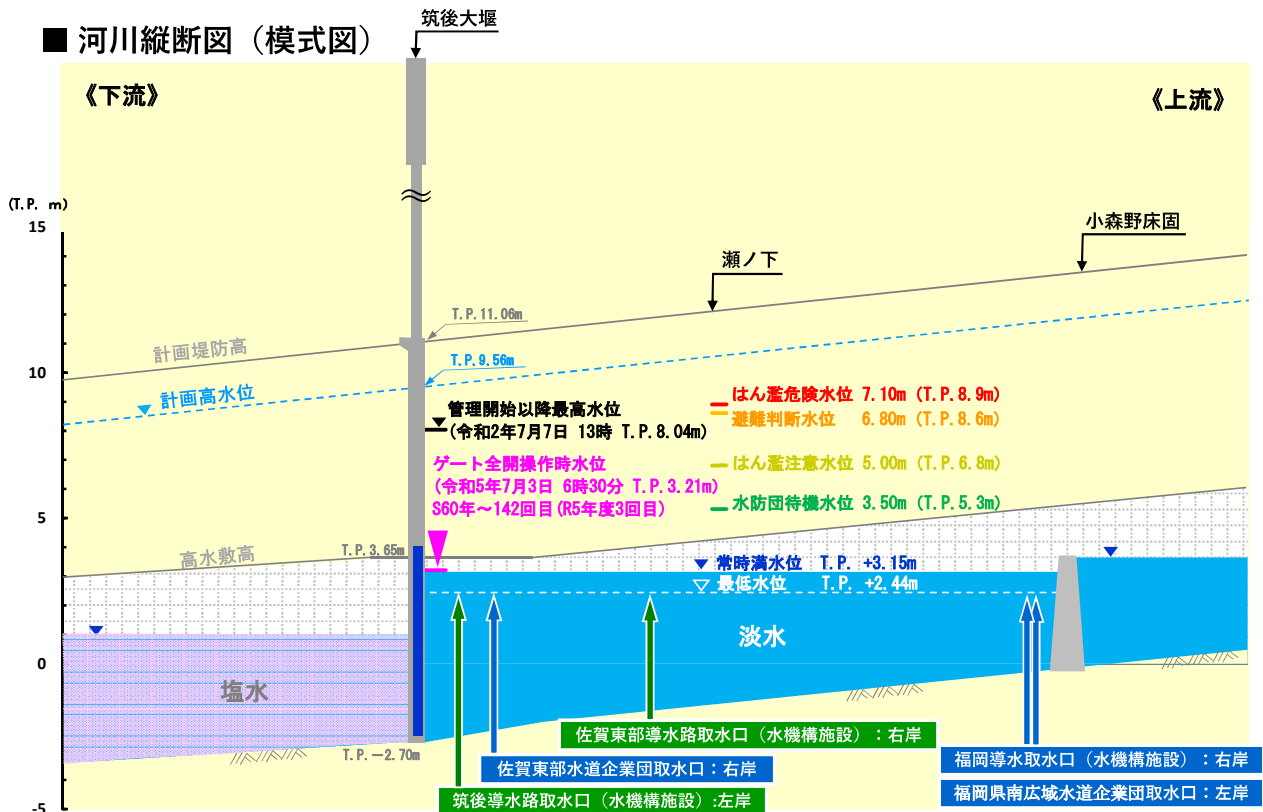 筑後大堰
■ 河川縦断図（模式図）
《下流》
《上流》
(T.P. m)
15
小森野床固
瀬ノ下
T.P.11.06m
計画堤防高
10
T.P.9.56m
計画高水位
はん濫危険水位 7.10m (T.P.8.9m)
管理開始以降最高水位
避難判断水位 6.80m (T.P.8.6m)
(令和2年7月7日 13時 T.P.8.04m)
ゲート全開操作時水位
はん濫注意水位 5.00m (T.P.6.8m)
(令和5年7月3日 6時30分 T.P.3.21m)
S60年～142回目(R5年度3回目)
水防団待機水位 3.50m (T.P.5.3m)
5
高水敷高
T.P.3.65m
常時満水位 T.P. +3.15m
最低水位 T.P. +2.44m
淡水
0
塩水
T.P.－2.70m
佐賀東部導水路取水口（水機構施設）：右岸
佐賀東部水道企業団取水口：右岸
福岡導水取水口（水機構施設）：右岸
筑後導水路取水口（水機構施設）:左岸
福岡県南広域水道企業団取水口：左岸
-5